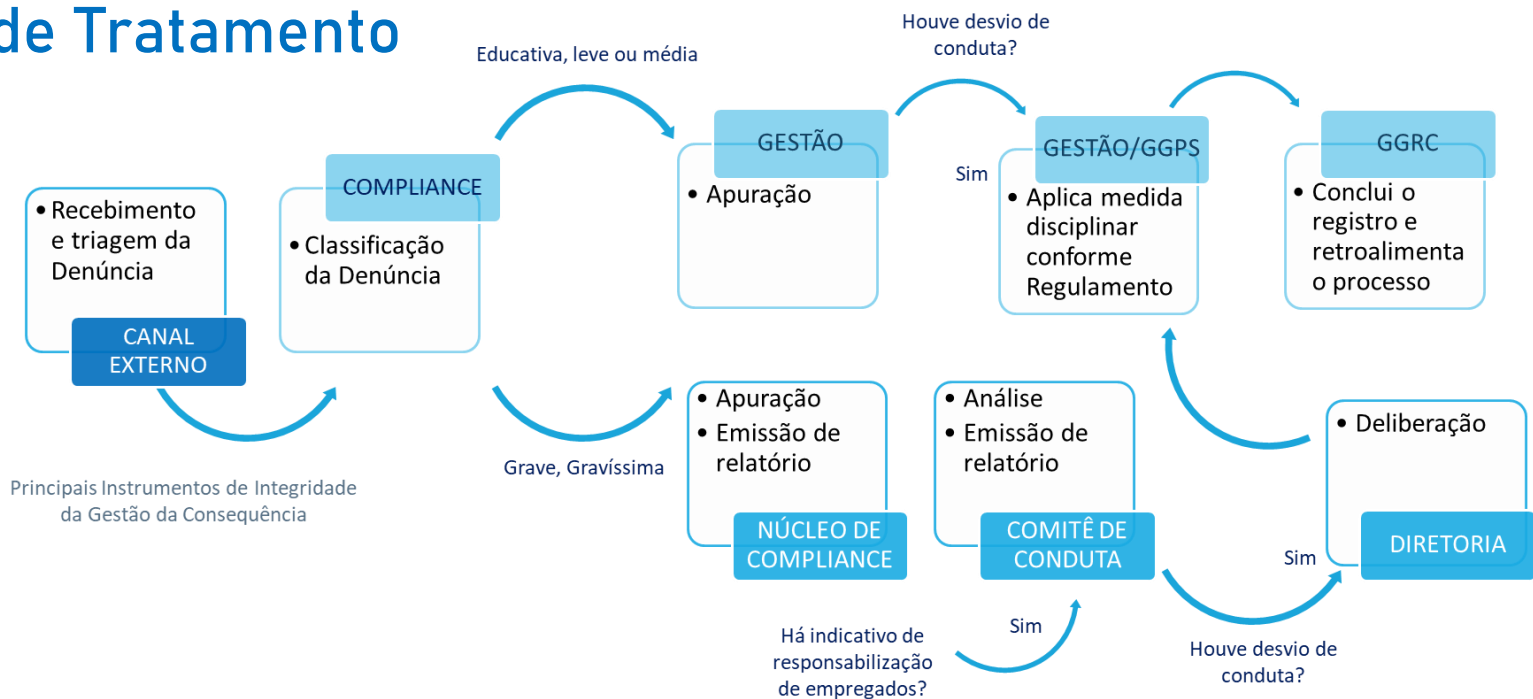 de Tratamento
CANAL
EXTERNO
• Recebimento
e triagem da
Denúncia
Principais Instrumentos de Integridade
da Gestão da Consequência
COMPLIANCE
• Classificação
da Denúncia
Educativa, leve ou média
GESTÃO
• Apuração
Houve desvio de
conduta?
Sim
GESTÃO/GGPS
• Aplica medida
disciplinar
conforme
Regulamento
GGRC
• Conclui o
registro e
retroalimenta
o processo
Grave, Gravíssima
• Apuração
• Emissão de
relatório
NÚCLEO DE
COMPLIANCE
Há indicativo de
responsabilização
de empregados?
Sim
• Análise
• Emissão de
relatório
COMITÊ DE
CONDUTA
Houve desvio de
conduta?
Sim
• Deliberação
DIRETORIA